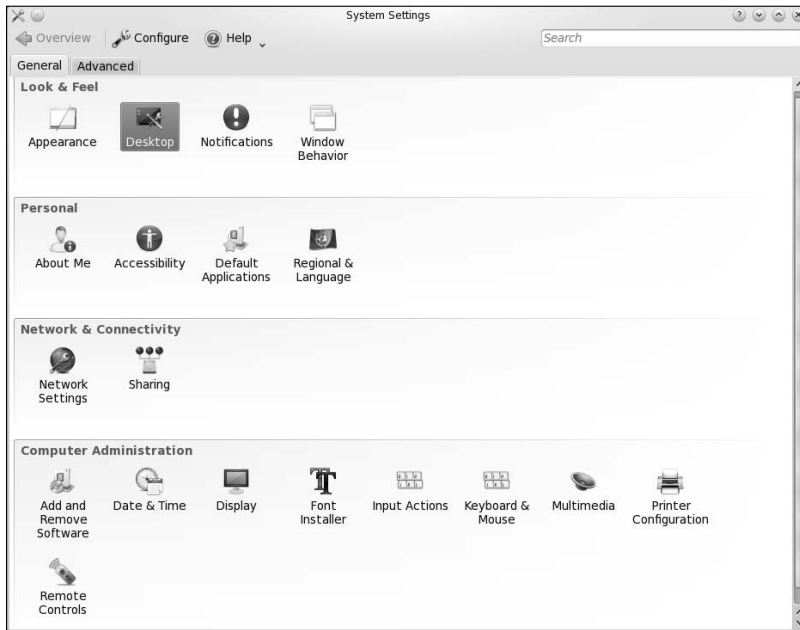 System Settings
Overview Configure Help Search
General Advanced
Look & Feel
Appearance Desktop Notifications Window
Behavior
Personal
About Me Accessibility Default Regional &
Applications Language
Network & Connectivity
Network Sharing
Settings
Computer Administration
Add and Date & Time Display Font Input Actions Keyboard & Multimedia Printer
Remove Installer Mouse Configuration
Software
Remote
Controls